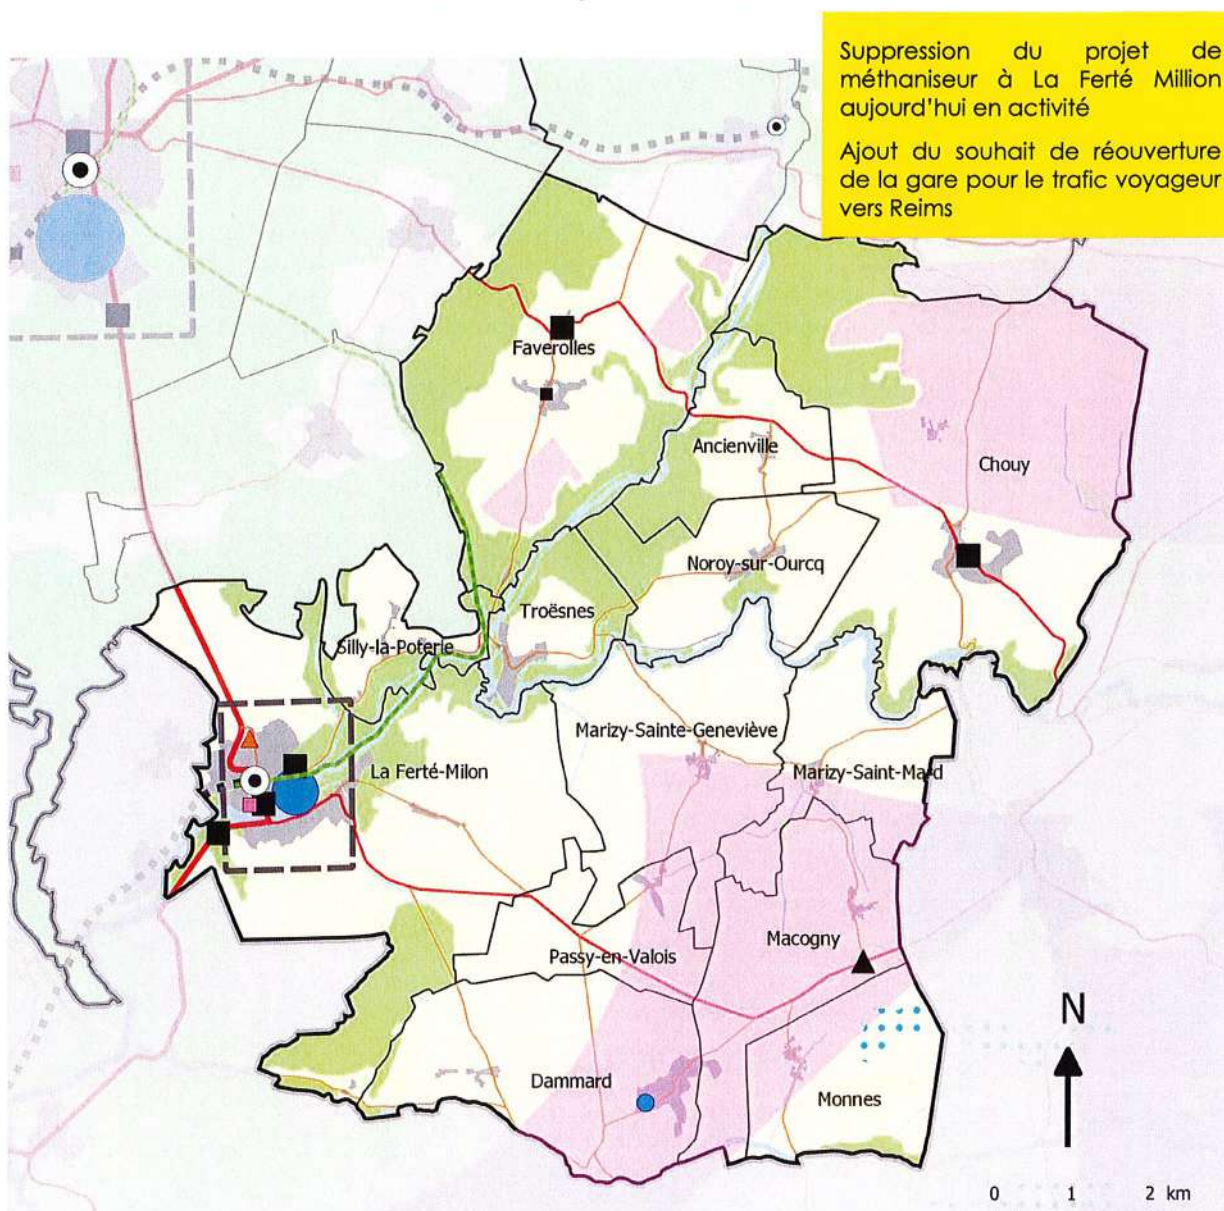 Suppression du projet de
méthaniseur à La Ferté Million
aujourd'hui en activité
Ajout du souhait de réouverture
de la gare pour le trafic voyageur
vers Reims
Faverolles
Ancienville
Chouy
Noroy-sur-Ourcq
Troësnes
Silly-la-Poterie
Marizy-Sainte-Geneviève
La Ferté-Milon
Marizy-Saint-Mard
Macogny
Passy-en-Valois
N
Dammard
Monnes
0 1 2 km